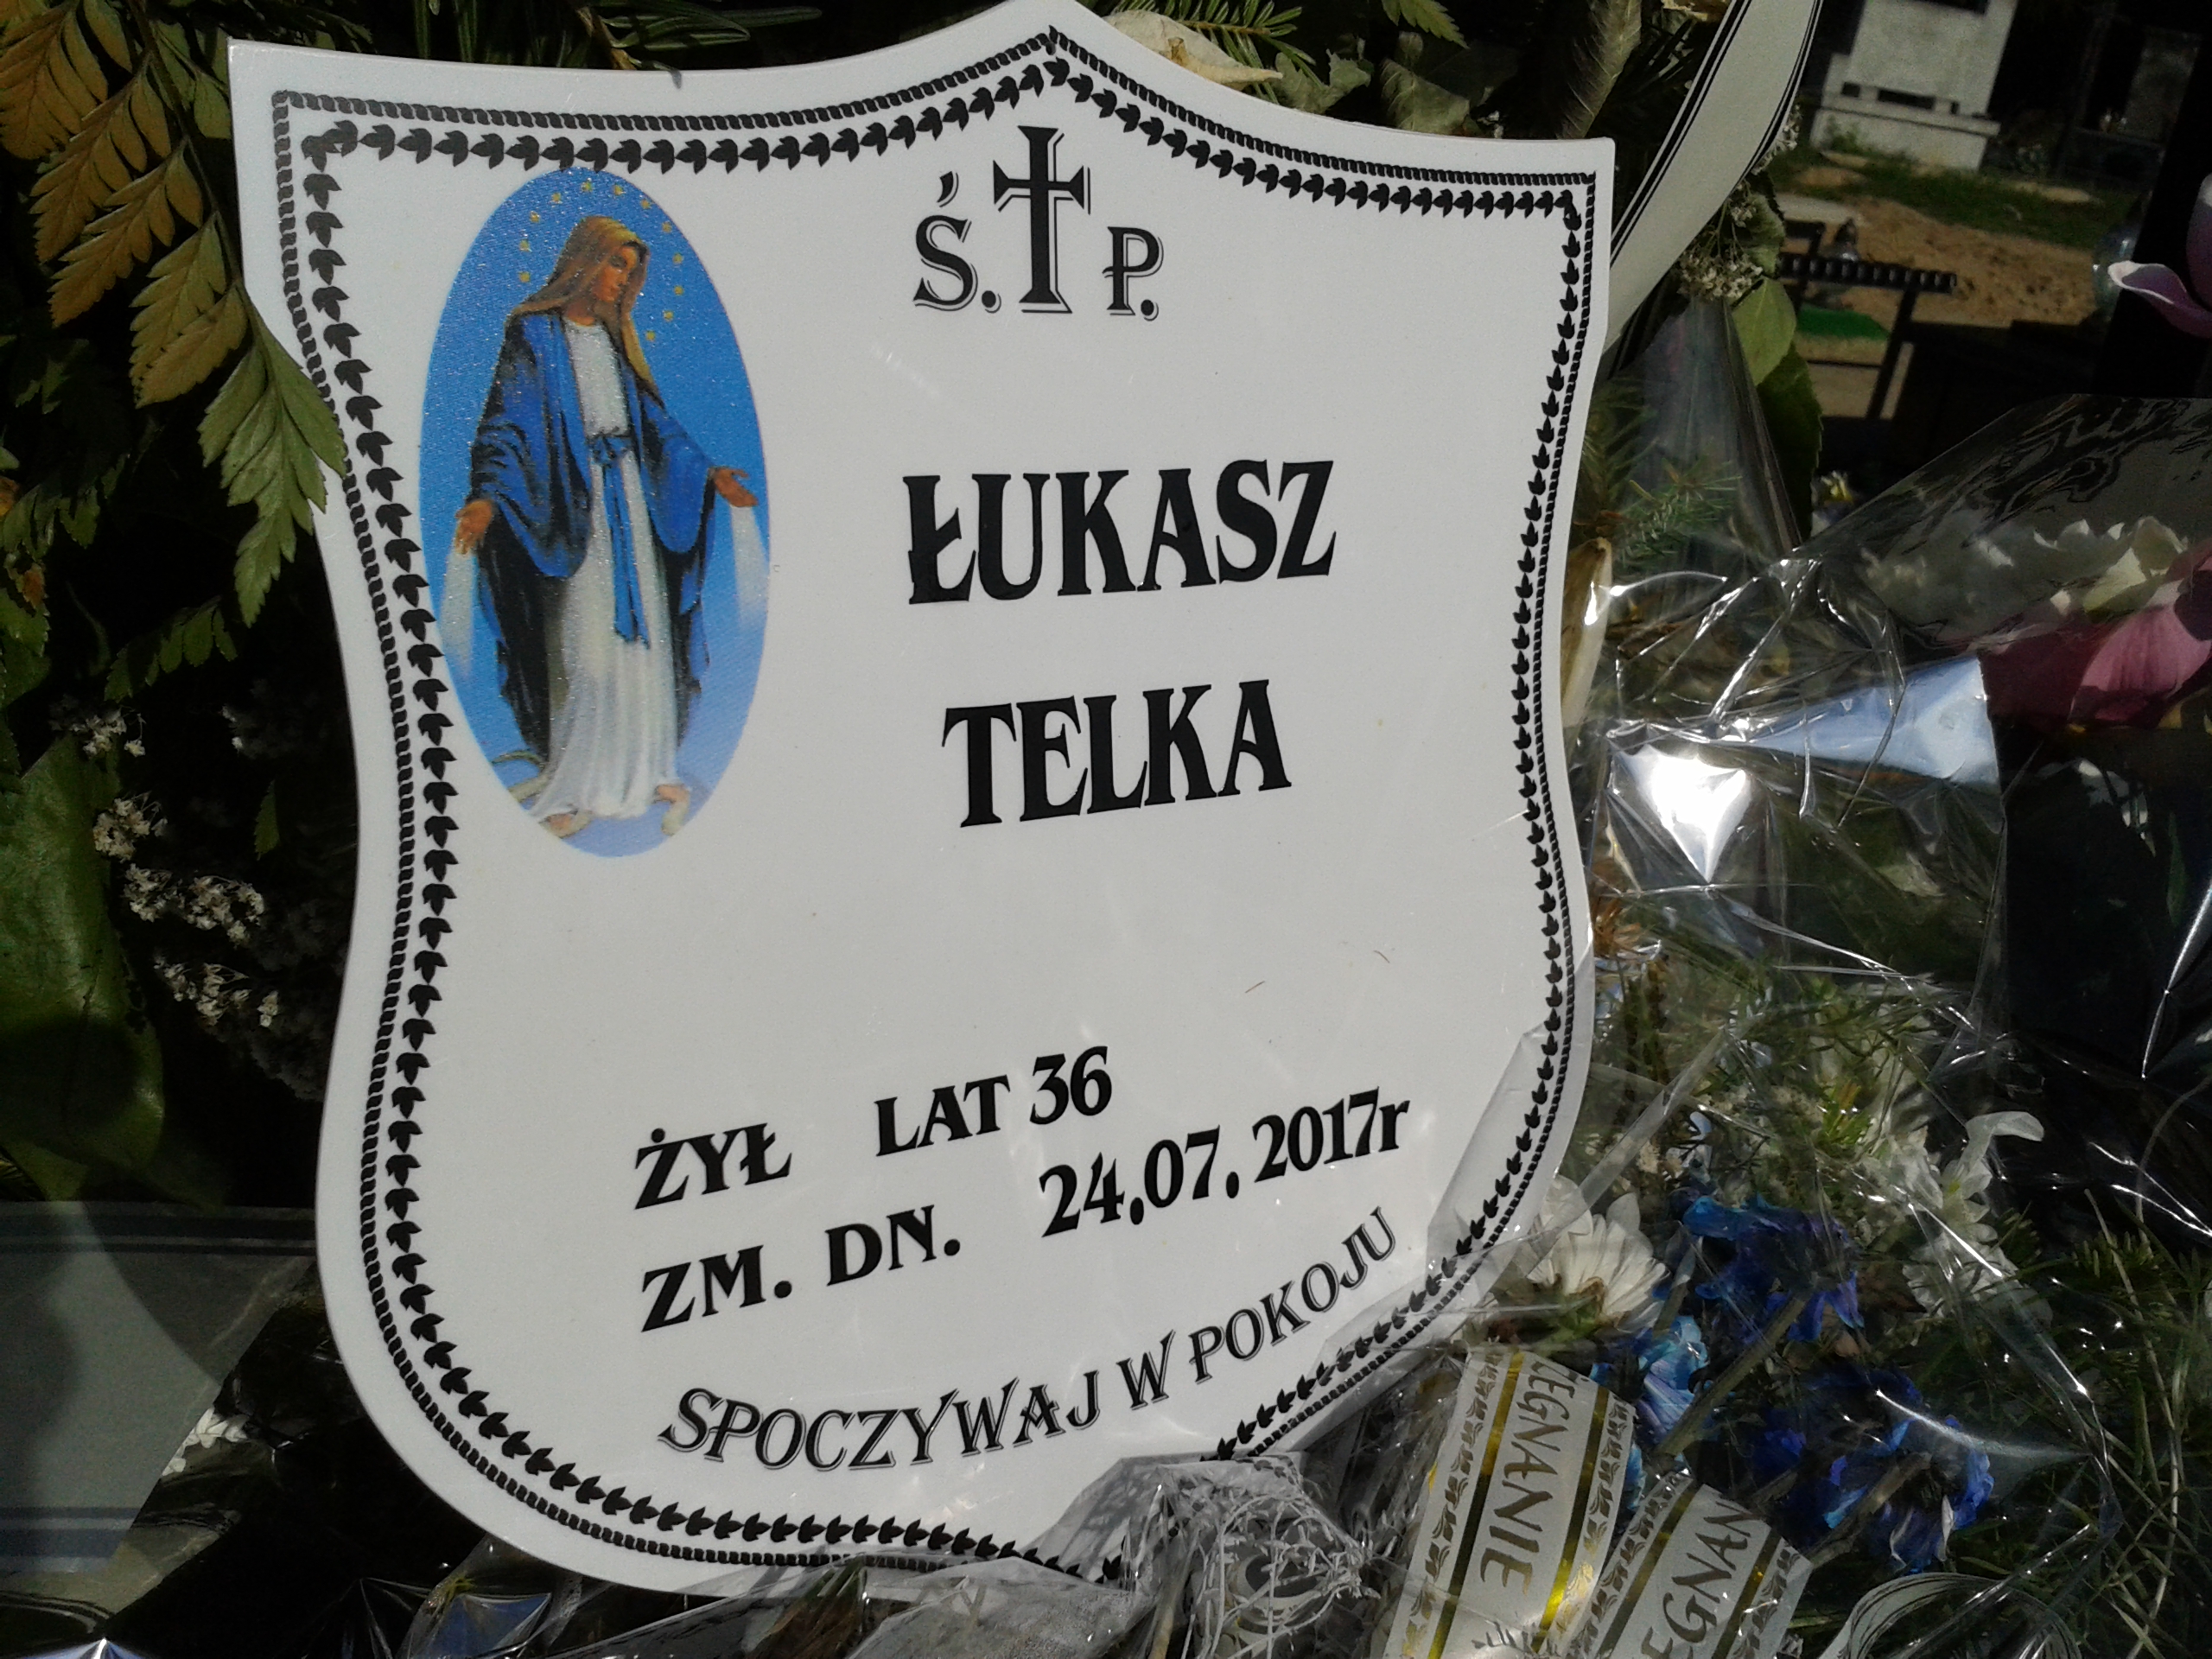 Ś. P.
ŁUKASZ
TELKA
ŻYŁ LAT 36
ZM. DN. 24.07.2017r
SPOCZYWAJ W POKOJU